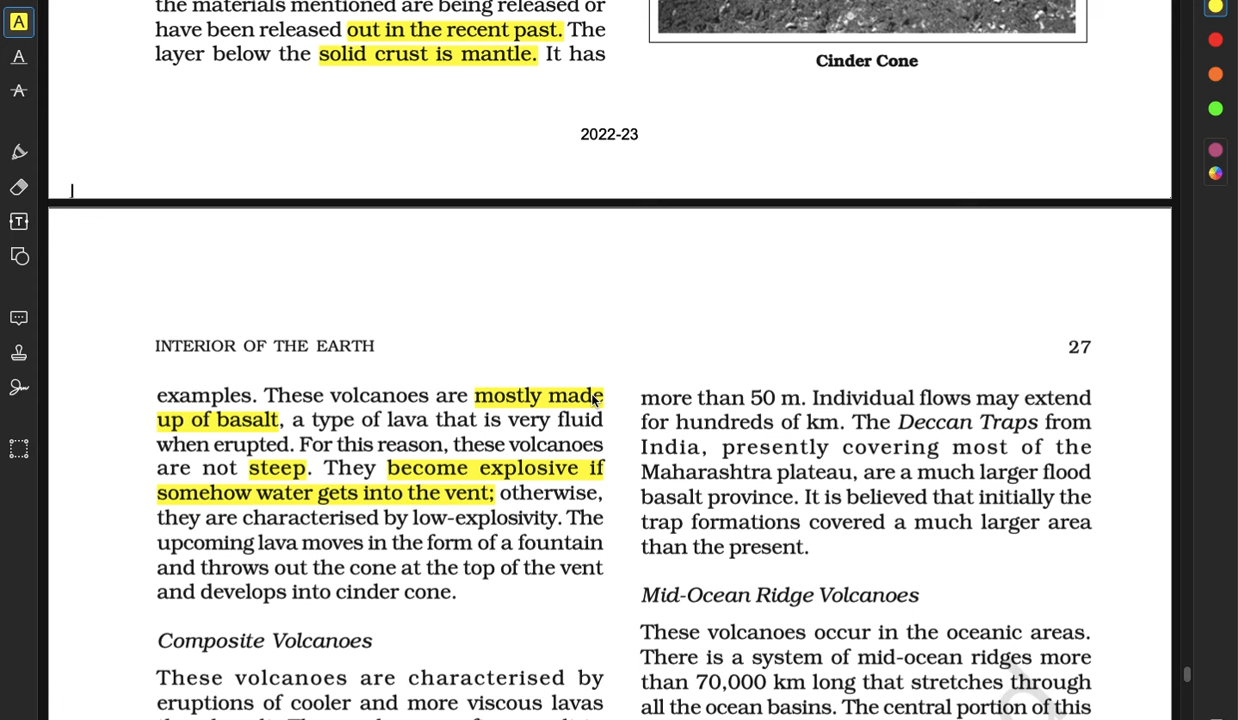 the materials mentioned are being released or
have been released out in the recent past. The
layer below the solid crust is mantle. It has
Cinder Cone
2022-23
INTERIOR OF THE EARTH
27
examples. These volcanoes are mostly made
up of basalt, a type of lava that is very fluid
when erupted. For this reason, these volcanoes
are not steep. They become explosive if
somehow water gets into the vent; otherwise,
they are characterised by low-explosivity. The
upcoming lava moves in the form of a fountain
and throws out the cone at the top of the vent
and develops into cinder cone.
Composite Volcanoes
These volcanoes are characterised by
eruptions of cooler and more viscous lavas
more than 50 m. Individual flows may extend
for hundreds of km. The Deccan Traps from
India, presently covering most of the
Maharashtra plateau, are a much larger flood
basalt province. It is believed that initially the
trap formations covered a much larger area
than the present.
Mid-Ocean Ridge Volcanoes
These volcanoes occur in the oceanic areas.
There is a system of mid-ocean ridges more
than 70,000 km long that stretches through
all the ocean basins. The central portion of this